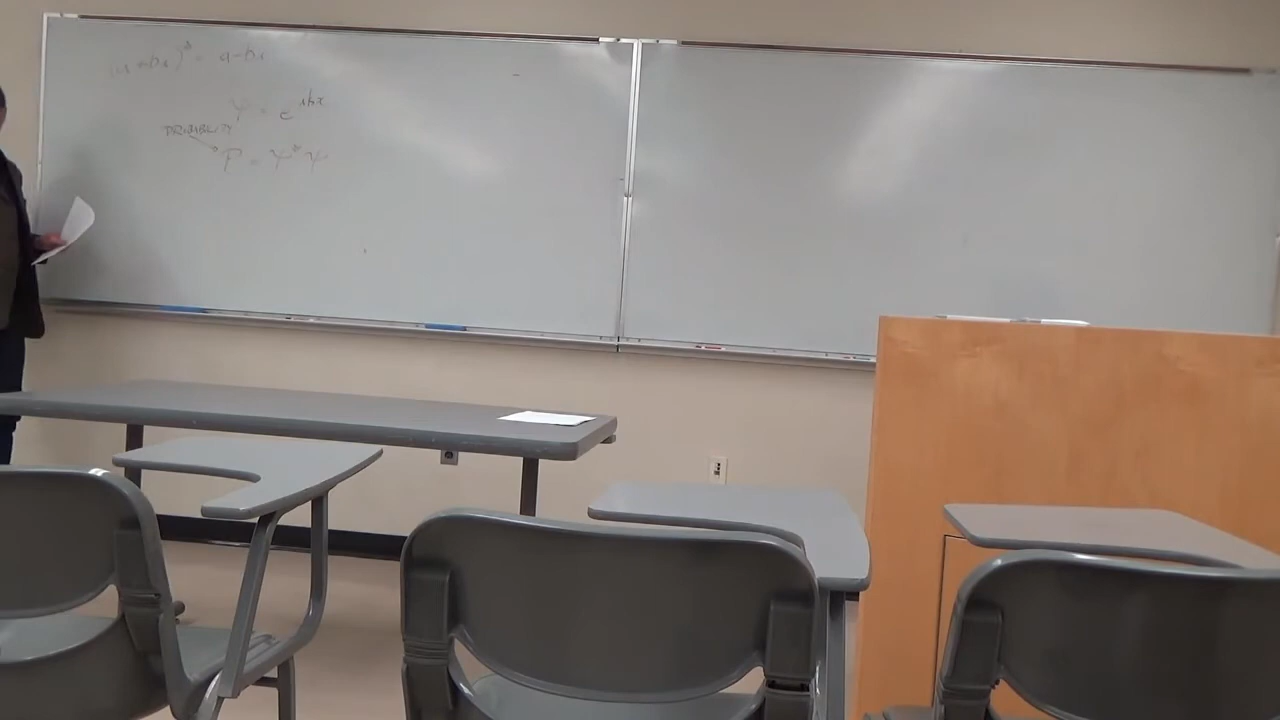 (a+bi)* = a-bi
ψ = e^ikx
PROBABILITY
P = ψ*ψ